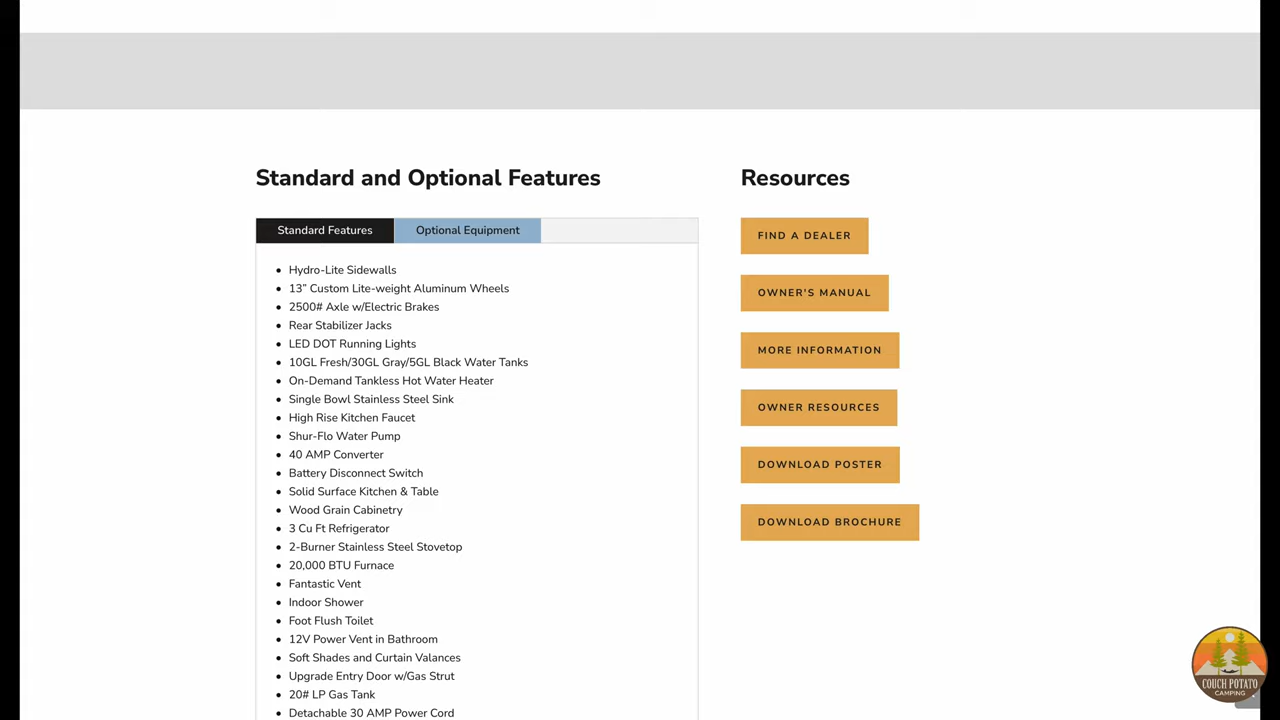 Standard and Optional Features
Standard Features
Optional Equipment
Hydro-Lite Sidewalls
13” Custom Lite-weight Aluminum Wheels
2500# Axle w/Electric Brakes
Rear Stabilizer Jacks
LED DOT Running Lights
10GL Fresh/30GL Gray/5GL Black Water Tanks
On-Demand Tankless Hot Water Heater
Single Bowl Stainless Steel Sink
High Rise Kitchen Faucet
Shur-Flo Water Pump
40 AMP Converter
Battery Disconnect Switch
Solid Surface Kitchen & Table
Wood Grain Cabinetry
3 Cu Ft Refrigerator
2-Burner Stainless Steel Stovetop
20,000 BTU Furnace
Fantastic Vent
Indoor Shower
Foot Flush Toilet
12V Power Vent in Bathroom
Soft Shades and Curtain Valances
Upgrade Entry Door w/Gas Strut
20# LP Gas Tank
Detachable 30 AMP Power Cord
Resources
FIND A DEALER
OWNER'S MANUAL
MORE INFORMATION
OWNER RESOURCES
DOWNLOAD POSTER
DOWNLOAD BROCHURE
COUCH POTATO
CAMPING